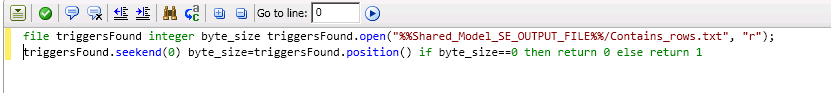 Go to line: 0
file triggersFound integer byte_size triggersFound.open("%%Shared_Model_SE_OUTPUT_FILE%%/Contains_rows.txt", "r");
triggersFound.seekend(0) byte_size=triggersFound.position() if byte_size==0 then return 0 else return 1